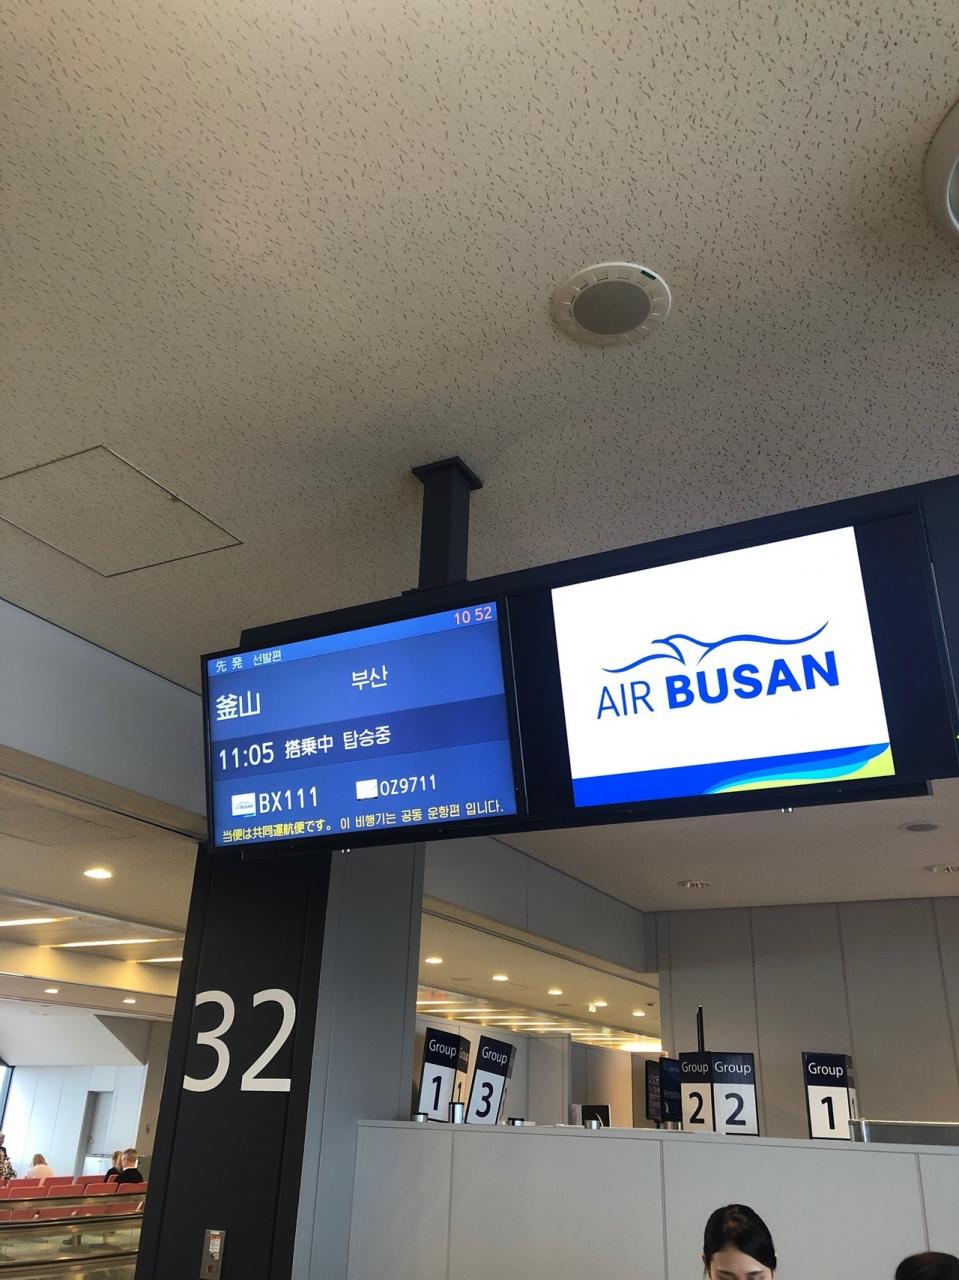 10 52
先 発 선발편
釜山 부산
11:05 搭乗中 탑승중
BX111 OZ9711
当便は共同運航便です。 이 비행기는 공동 운항편 입니다.
AIR BUSAN
32
Group Group Group Group Group
1 3 2 2 1